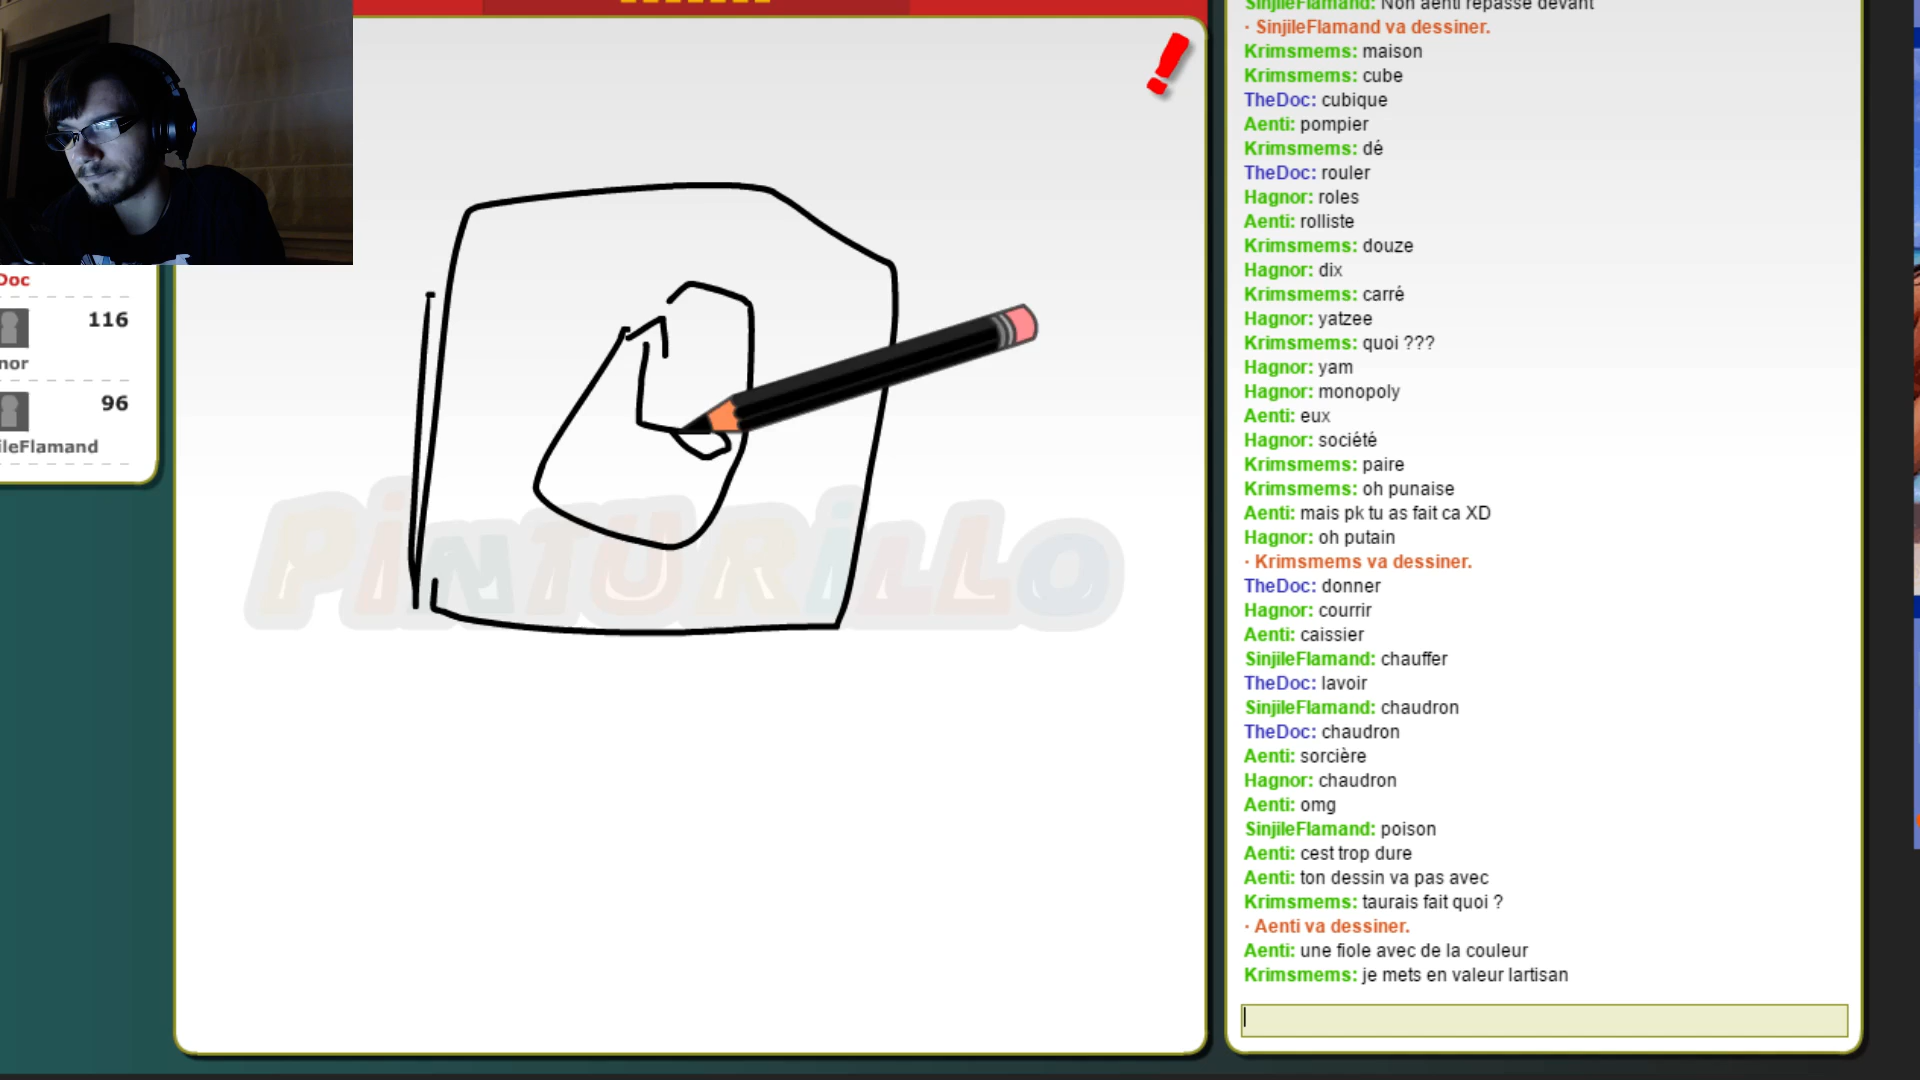 SinjileFlamand: Non aenti repasse devant
· SinjileFlamand va dessiner.
Krimsmems: maison
Krimsmems: cube
TheDoc: cubique
Aenti: pompier
Krimsmems: dé
TheDoc: rouler
Hagnor: roles
Aenti: rolliste
Krimsmems: douze
Hagnor: dix
Krimsmems: carré
Hagnor: yatzee
Krimsmems: quoi ???
Hagnor: yam
Hagnor: monopoly
Aenti: eux
Hagnor: société
Krimsmems: paire
Krimsmems: oh punaise
Aenti: mais pk tu as fait ca XD
Hagnor: oh putain
· Krimsmems va dessiner.
TheDoc: donner
Hagnor: courrir
Aenti: caissier
SinjileFlamand: chauffer
TheDoc: lavoir
SinjileFlamand: chaudron
TheDoc: chaudron
Aenti: sorcière
Hagnor: chaudron
Aenti: omg
SinjileFlamand: poison
Aenti: cest trop dure
Aenti: ton dessin va pas avec
Krimsmems: taurais fait quoi ?
· Aenti va dessiner.
Aenti: une fiole avec de la couleur
Krimsmems: je mets en valeur lartisan
Doc
116
nor
96
ileFlamand
PiNTURiLLO
!